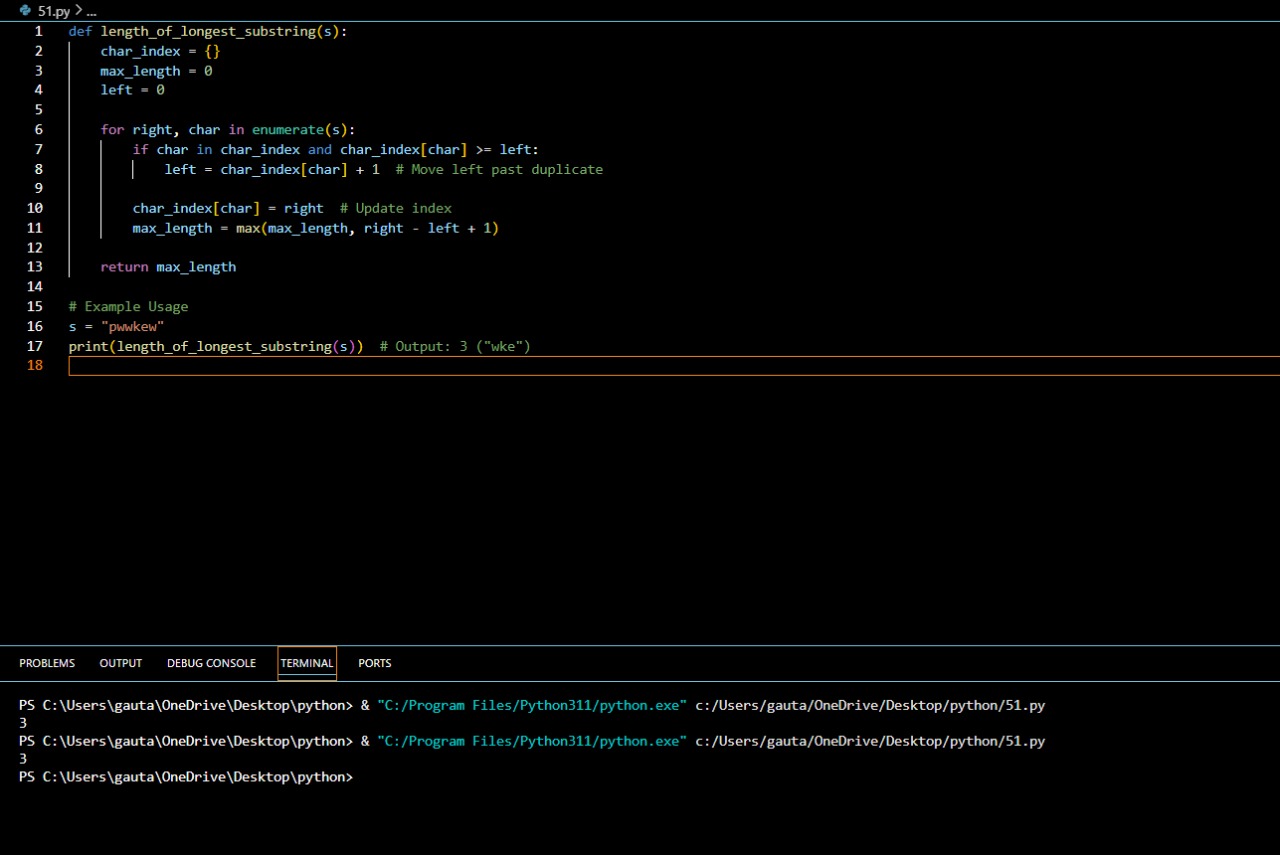 51.py > ...
1 def length_of_longest_substring(s):
2     char_index = {}
3     max_length = 0
4     left = 0
5
6     for right, char in enumerate(s):
7         if char in char_index and char_index[char] >= left:
8             left = char_index[char] + 1  # Move left past duplicate
9
10         char_index[char] = right  # Update index
11         max_length = max(max_length, right - left + 1)
12
13     return max_length
14
15 # Example Usage
16 s = "pwwkew"
17 print(length_of_longest_substring(s))  # Output: 3 ("wke")
18
PROBLEMS OUTPUT DEBUG CONSOLE TERMINAL PORTS
PS C:\Users\gauta\OneDrive\Desktop\python> & "C:/Program Files/Python311/python.exe" c:/Users/gauta/OneDrive/Desktop/python/51.py
3
PS C:\Users\gauta\OneDrive\Desktop\python> & "C:/Program Files/Python311/python.exe" c:/Users/gauta/OneDrive/Desktop/python/51.py
3
PS C:\Users\gauta\OneDrive\Desktop\python>